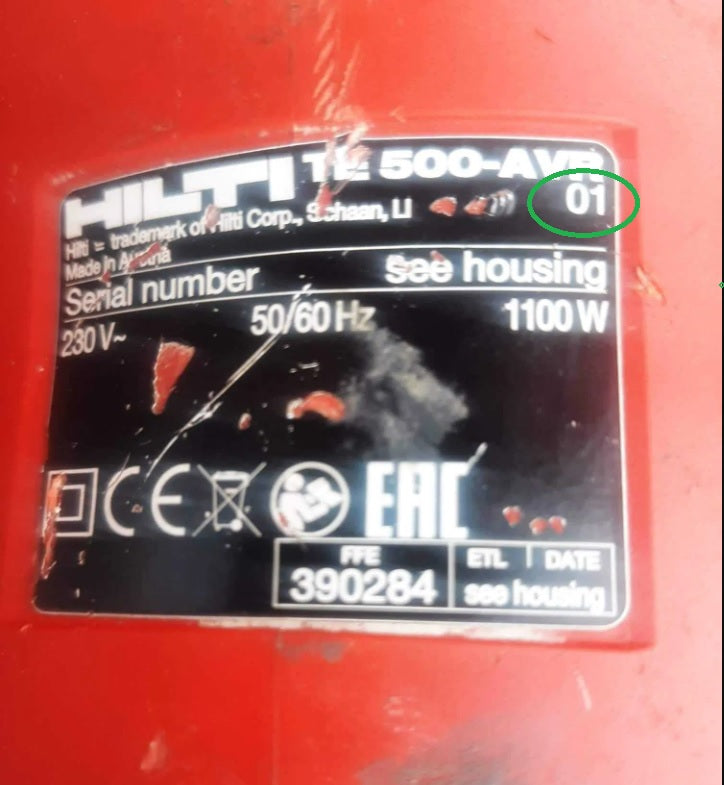 HILTI TE 500-AVR
01
Hilti = trademark of Hilti Corp., Schaan, LI
Made in Austria
Serial number see housing
230 V~ 50/60 Hz 1100 W
CE EAC
FFE ETL | DATE
390284 see housing